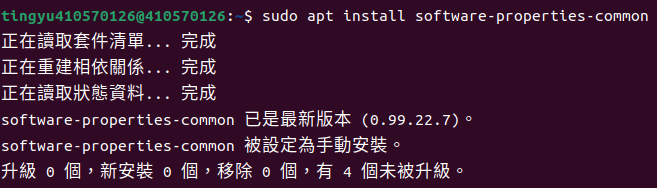 tingyu410570126@410570126:~$ sudo apt install software-properties-common
正在讀取套件清單... 完成
正在重建相依關係... 完成
正在讀取狀態資料... 完成
software-properties-common 已是最新版本 (0.99.22.7)。
software-properties-common 被設定為手動安裝。
升級 0 個，新安裝 0 個，移除 0 個，有 4 個未被升級。